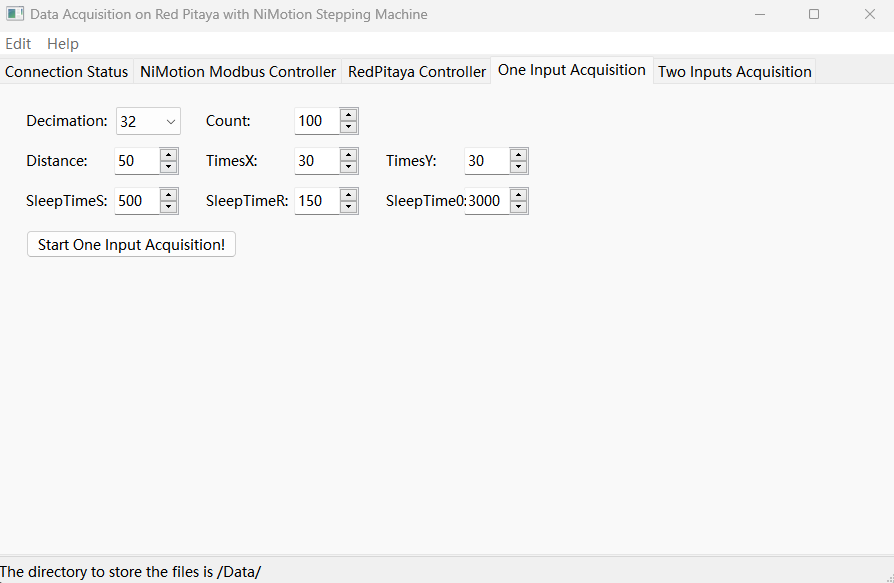 Data Acquisition on Red Pitaya with NiMotion Stepping Machine
Edit Help
Connection Status NiMotion Modbus Controller RedPitaya Controller One Input Acquisition Two Inputs Acquisition
Decimation: 32 Count: 100
Distance: 50 TimesX: 30 TimesY: 30
SleepTimeS: 500 SleepTimeR: 150 SleepTime0: 3000
Start One Input Acquisition!
The directory to store the files is /Data/